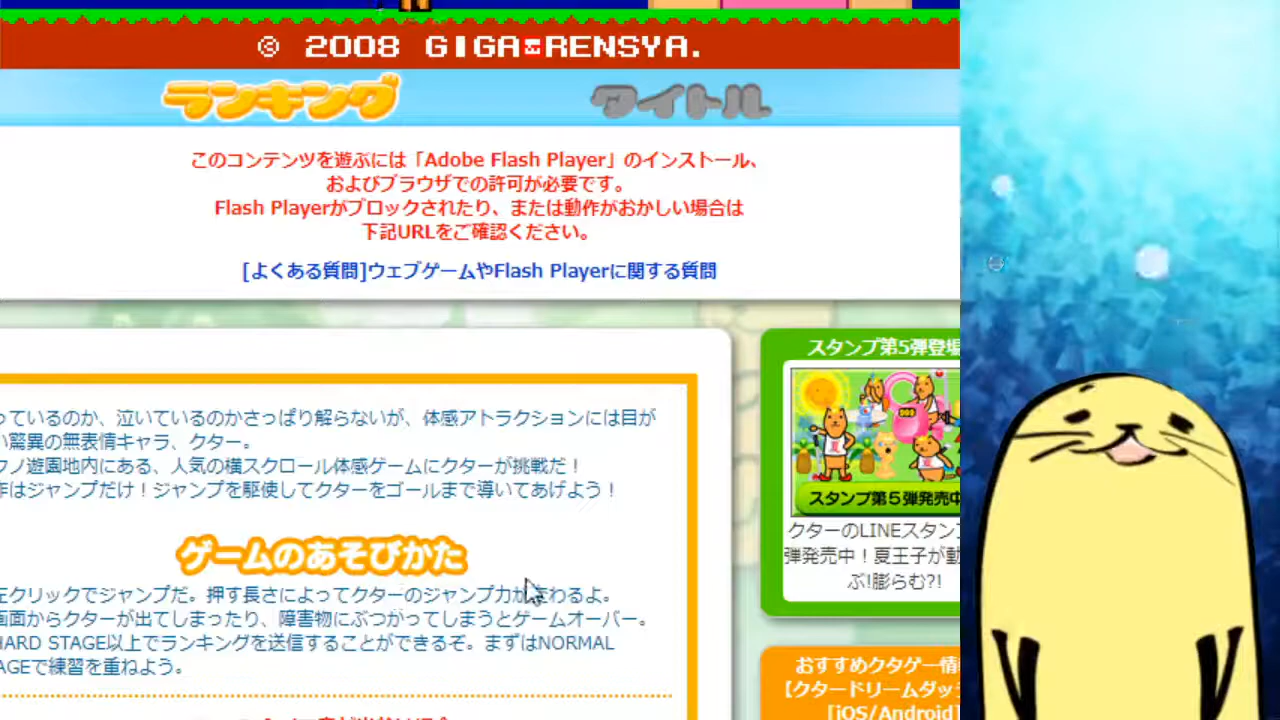 © 2008 GIGA RENSYA.
ランキング
タイトル
このコンテンツを遊ぶには「Adobe Flash Player」のインストール、
およびブラウザでの許可が必要です。
Flash Playerがブロックされたり、または動作がおかしい場合は
下記URLをご確認ください。
[よくある質問]ウェブゲームやFlash Playerに関する質問
っているのか、泣いているのかさっぱり解らないが、体感アトラクションには目が
い驚異の無表情キャラ、クター。
ウノ遊園地内にある、人気の横スクロール体感ゲームにクターが挑戦だ！
作はジャンプだけ！ジャンプを駆使してクターをゴールまで導いてあげよう！
ゲームのあそびかた
左クリックでジャンプだ。押す長さによってクターのジャンプ力が変わるよ。
画面からクターが出てしまったり、障害物にぶつかってしまうとゲームオーバー。
HARD STAGE以上でランキングを送信することができるぞ。まずはNORMAL
AGEで練習を重ねよう。
スタンプ第5弾登場
スタンプ第5弾発売中
クターのLINEスタンプ
弾発売中！夏王子が動
ぶ!膨らむ?!
おすすめクタゲー情
【クタードリームダッ
[iOS/Android]